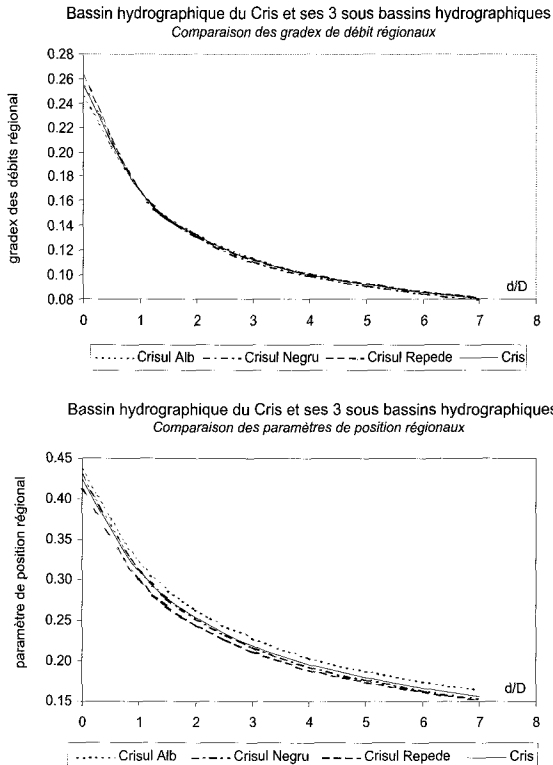 Bassin hydrographique du Cris et ses 3 sous bassins hydrographiques
Comparaison des gradex de débit régionaux
gradex des débits régional
0.28
0.26
0.24
0.22
0.20
0.18
0.16
0.14
0.12
0.10
0.08
d/D
0 1 2 3 4 5 6 7 8
Crisul Alb Crisul Negru Crisul Repede Cris
Bassin hydrographique du Cris et ses 3 sous bassins hydrographiques
Comparaison des paramètres de position régionaux
paramètre de position régional
0.45
0.40
0.35
0.30
0.25
0.20
0.15
d/D
0 1 2 3 4 5 6 7 8
Crisul Alb Crisul Negru Crisul Repede Cris